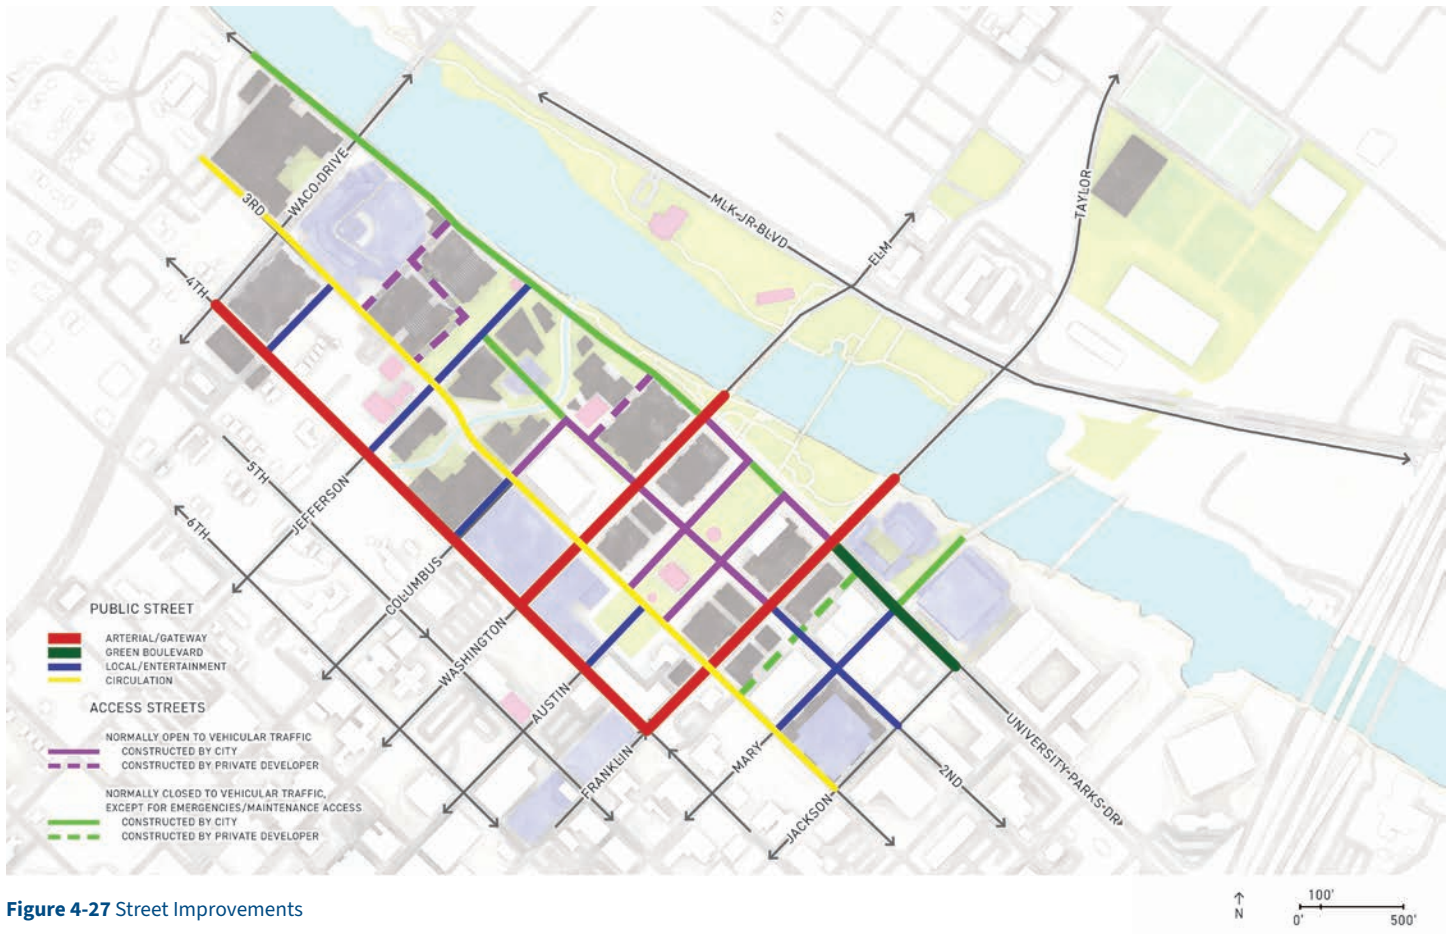 WACO DRIVE
3RD
4TH
MLK JR BLVD
TAYLOR
ELM
5TH
JEFFERSON
6TH
COLUMBUS
WASHINGTON
AUSTIN
FRANKLIN
MARY
JACKSON
2ND
UNIVERSITY PARKS DR
PUBLIC STREET
ARTERIAL/GATEWAY
GREEN BOULEVARD
LOCAL/ENTERTAINMENT
CIRCULATION
ACCESS STREETS
NORMALLY OPEN TO VEHICULAR TRAFFIC
CONSTRUCTED BY CITY
CONSTRUCTED BY PRIVATE DEVELOPER
NORMALLY CLOSED TO VEHICULAR TRAFFIC,
EXCEPT FOR EMERGENCIES/MAINTENANCE ACCESS
CONSTRUCTED BY CITY
CONSTRUCTED BY PRIVATE DEVELOPER
Figure 4-27 Street Improvements
N
100'
0' 500'